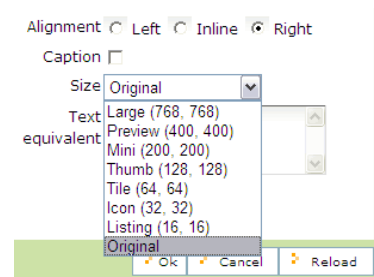 Alignment Left Inline Right
Caption
Size Original
Text equivalent
Large (768, 768)
Preview (400, 400)
Mini (200, 200)
Thumb (128, 128)
Tile (64, 64)
Icon (32, 32)
Listing (16, 16)
Original
Ok Cancel Reload